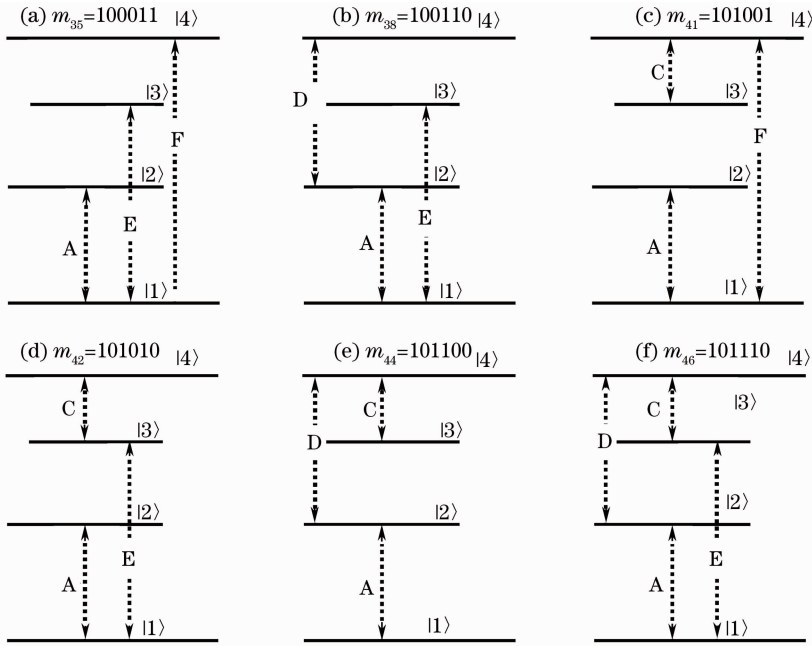 (a) m₃₅=100011 |4⟩
|3⟩
F
|2⟩
E
A
|1⟩
(b) m₃₈=100110 |4⟩
D
|3⟩
|2⟩
E
A
|1⟩
(c) m₄₁=101001 |4⟩
C
|3⟩
F
|2⟩
A
|1⟩
(d) m₄₂=101010 |4⟩
C
|3⟩
|2⟩
E
A
|1⟩
(e) m₄₄=101100 |4⟩
C
D
|3⟩
|2⟩
A
|1⟩
(f) m₄₆=101110 |4⟩
C
|3⟩
D
|2⟩
E
A
|1⟩